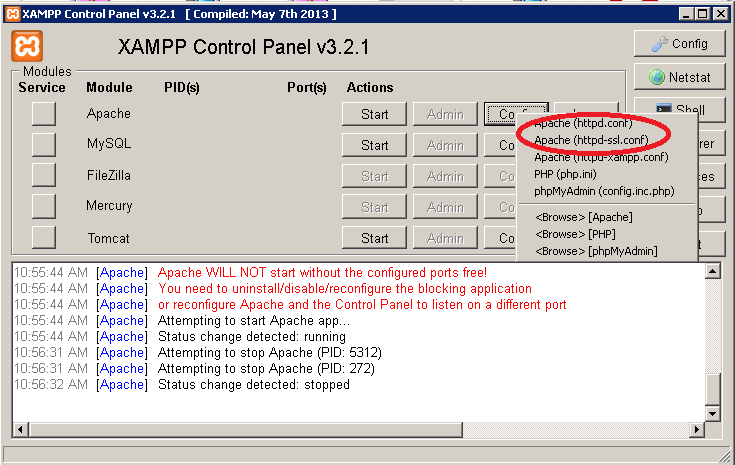 XAMPP Control Panel v3.2.1 [ Compiled: May 7th 2013 ]
XAMPP Control Panel v3.2.1
Config
Modules
Netstat
Service Module PID(s) Port(s) Actions
Shell
Apache Start Admin
MySQL Start Admin
FileZilla Start Admin
Mercury Start Admin
Tomcat Start Admin
Apache (httpd.conf)
Apache (httpd-ssl.conf)
Apache (httpd-xampp.conf)
PHP (php.ini)
phpMyAdmin (config.inc.php)
<Browse> [Apache]
<Browse> [PHP]
<Browse> [phpMyAdmin]
10:55:44 AM [Apache] Apache WILL NOT start without the configured ports free!
10:55:44 AM [Apache] You need to uninstall/disable/reconfigure the blocking application
10:55:44 AM [Apache] or reconfigure Apache and the Control Panel to listen on a different port
10:55:44 AM [Apache] Attempting to start Apache app...
10:55:44 AM [Apache] Status change detected: running
10:56:31 AM [Apache] Attempting to stop Apache (PID: 5312)
10:56:31 AM [Apache] Attempting to stop Apache (PID: 272)
10:56:32 AM [Apache] Status change detected: stopped